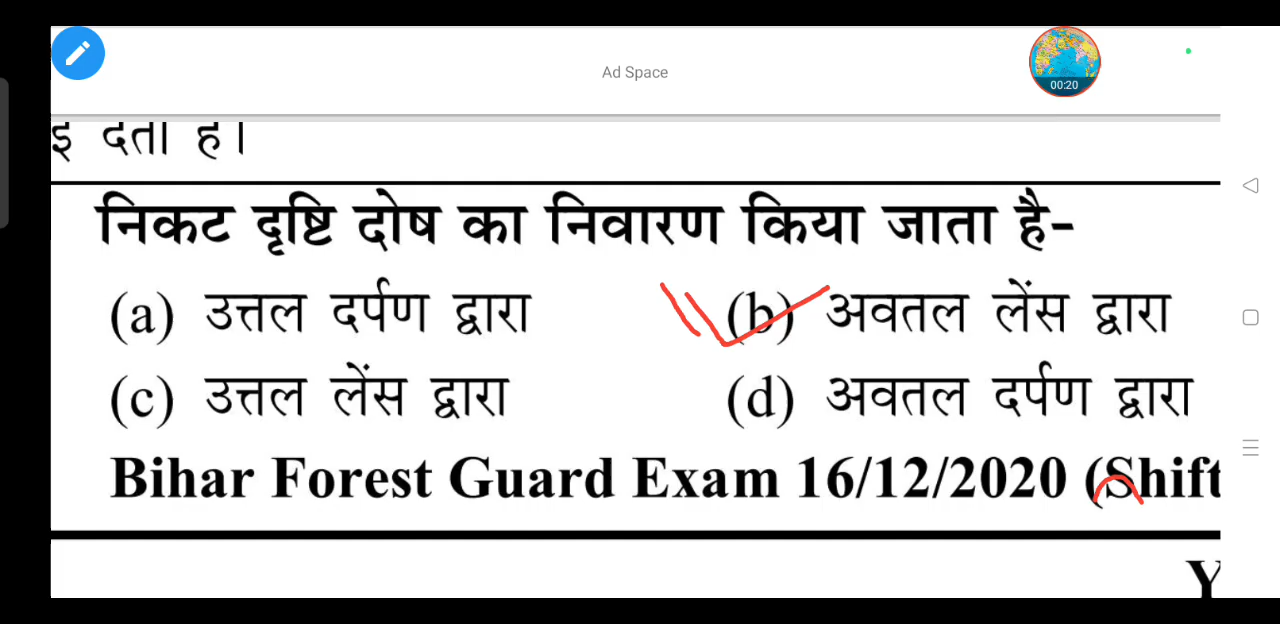 Ad Space
00:20
इ देता है।
निकट दृष्टि दोष का निवारण किया जाता है-
(a) उत्तल दर्पण द्वारा (b) अवतल लेंस द्वारा
(c) उत्तल लेंस द्वारा (d) अवतल दर्पण द्वारा
Bihar Forest Guard Exam 16/12/2020 (Shift
Y